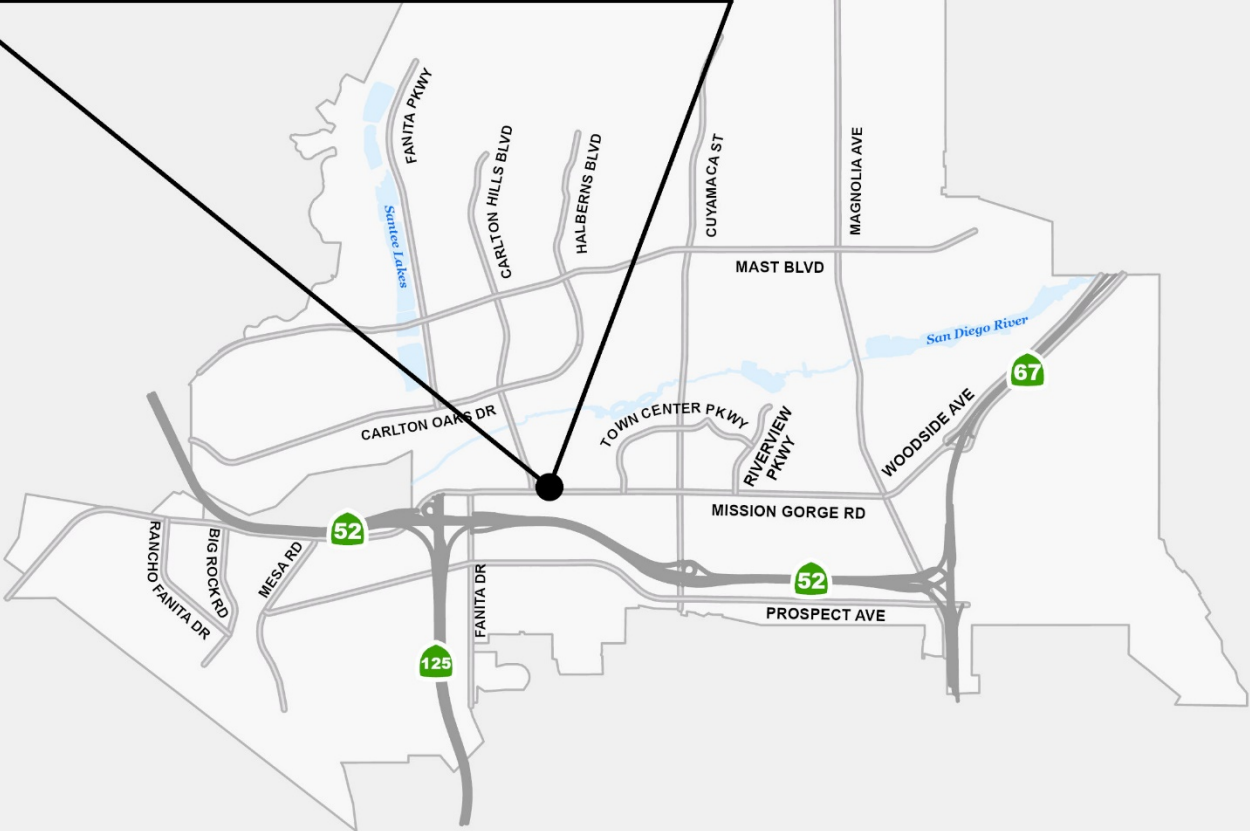 FANITA PKWY
CARLTON HILLS BLVD
HALBERNS BLVD
CUYAMACA ST
MAGNOLIA AVE
Santee Lakes
MAST BLVD
San Diego River
67
CARLTON OAKS DR
TOWN CENTER PKWY
RIVERVIEW
PKWY
WOODSIDE AVE
MISSION GORGE RD
52
RANCHO FANITA DR
BIG ROCK RD
MESA RD
FANITA DR
52
PROSPECT AVE
125